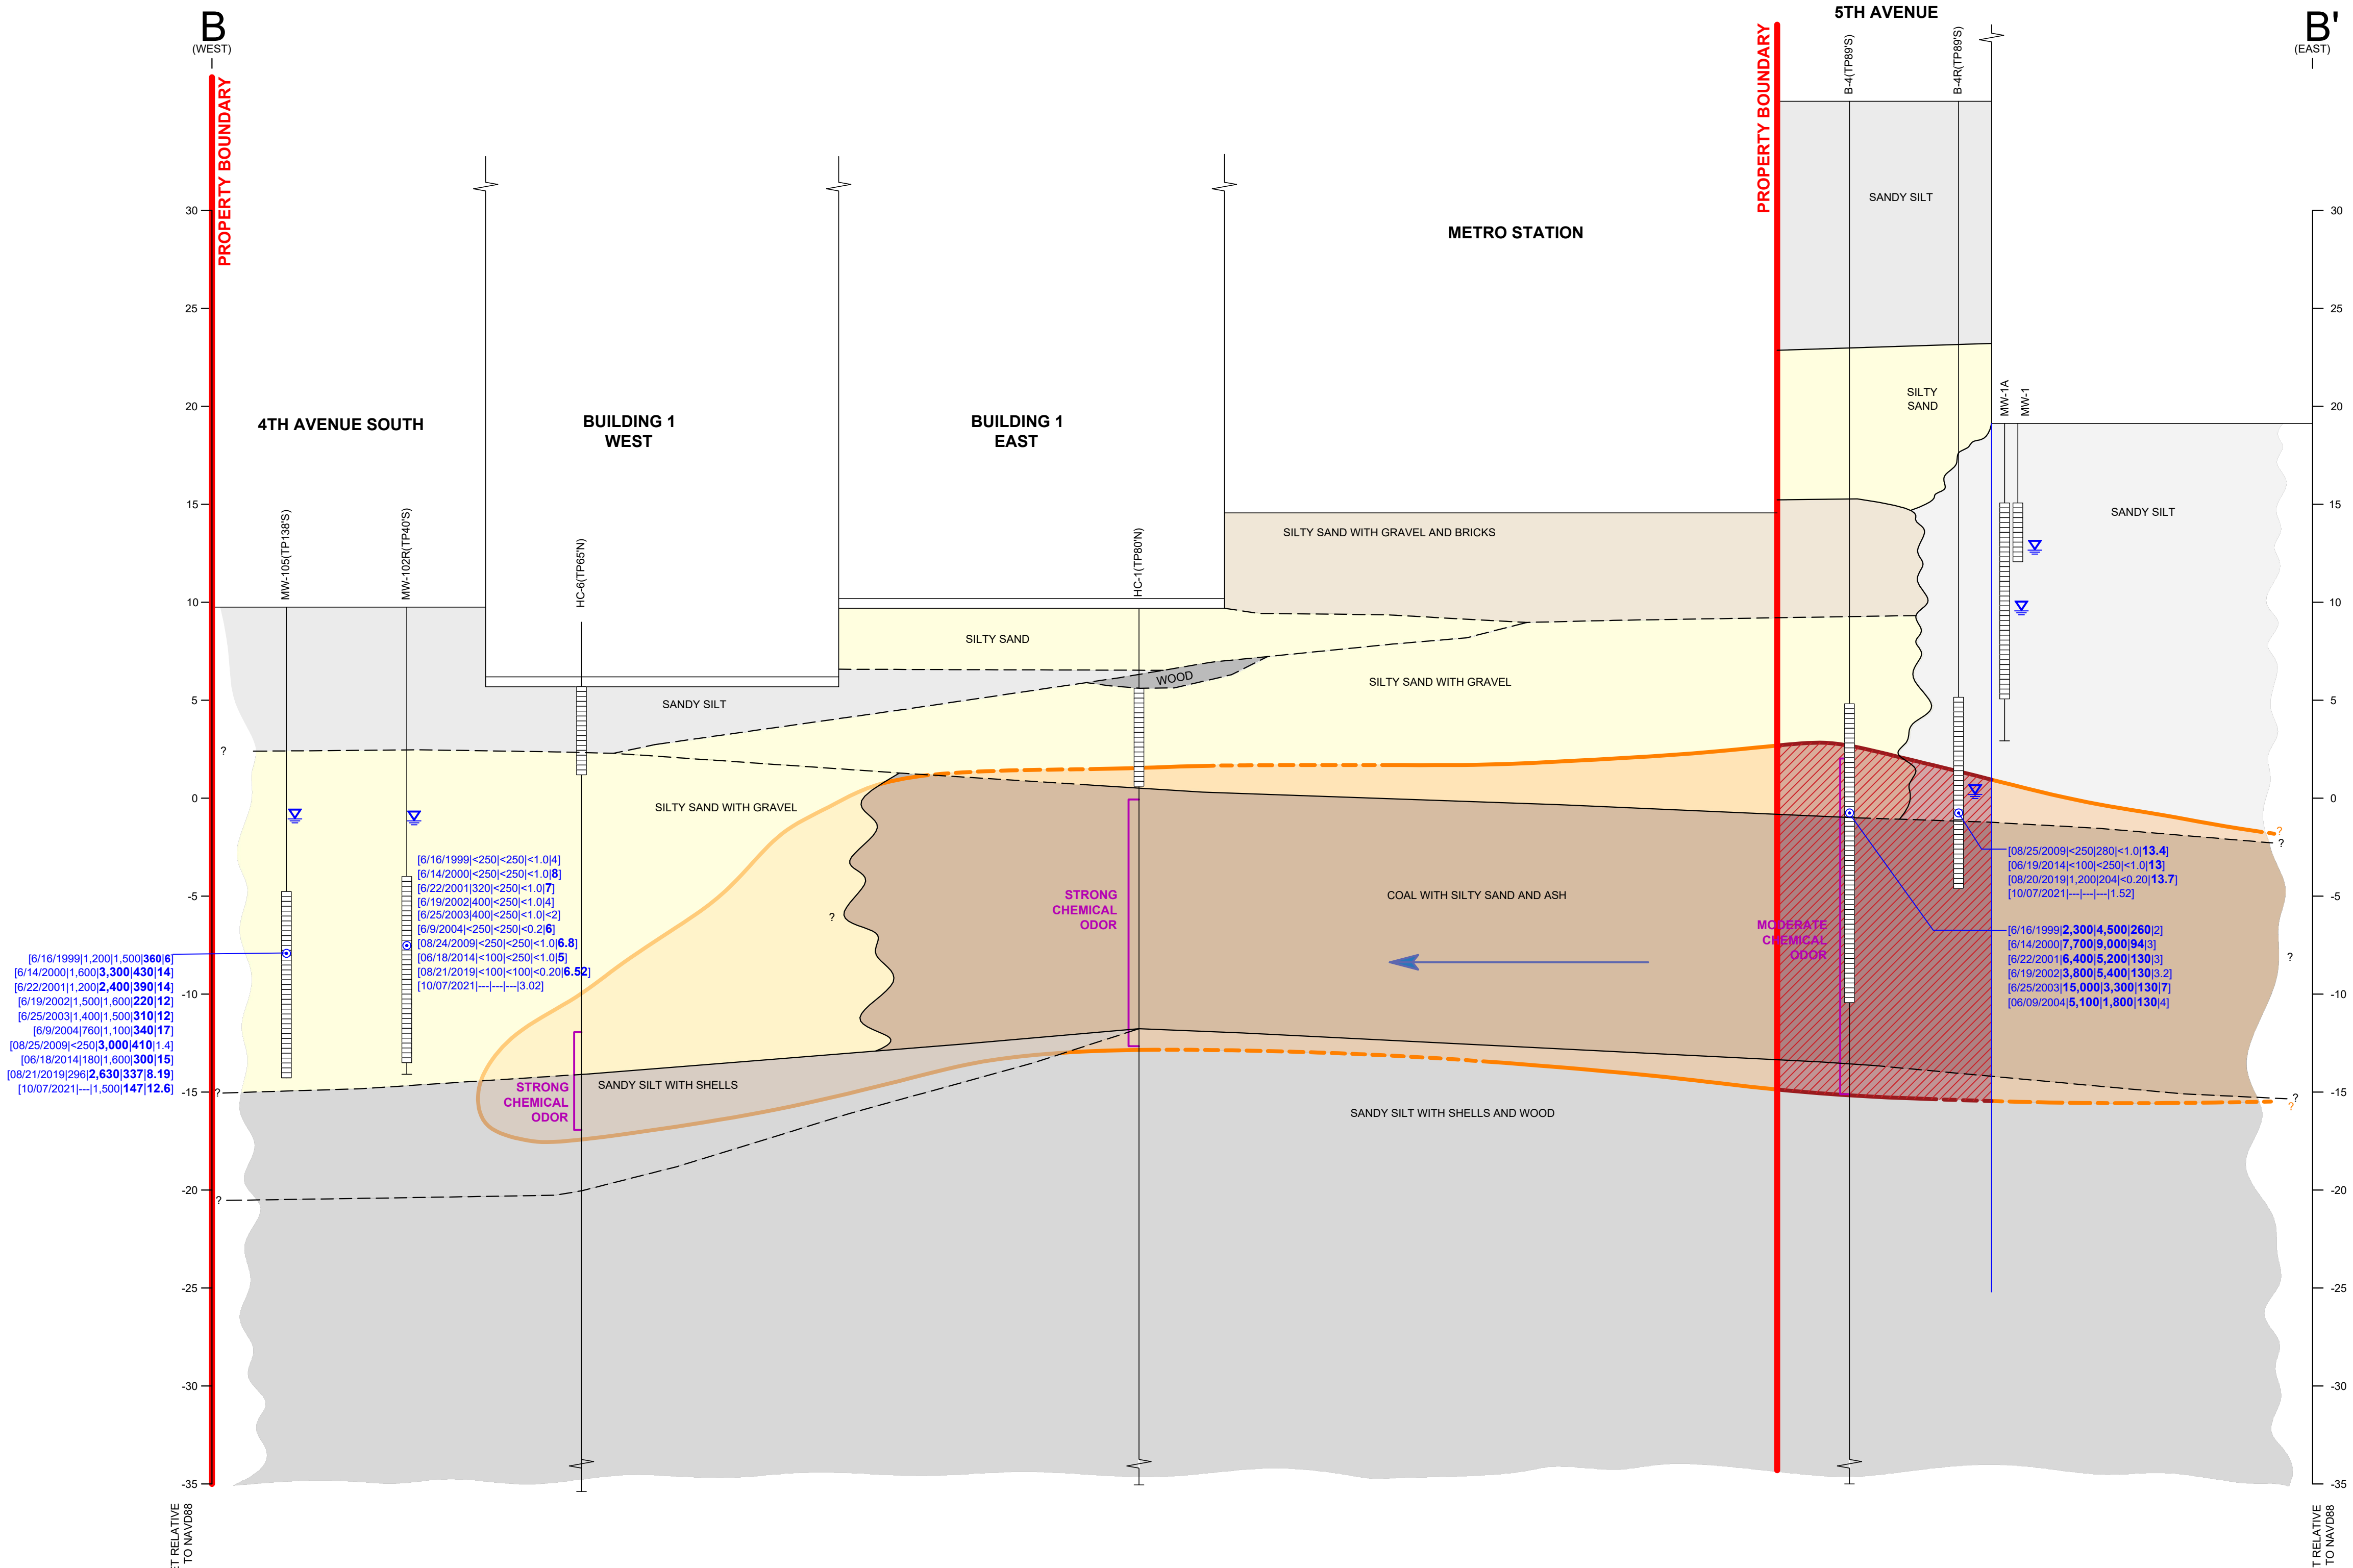 B
(WEST)
5TH AVENUE
B'
(EAST)
PROPERTY BOUNDARY
PROPERTY BOUNDARY
B-4(TP89'S)
B-4R(TP89'S)
SANDY SILT
METRO STATION
30
25
20
15
10
5
0
-5
-10
-15
-20
-25
-30
-35
30
25
20
15
10
5
0
-5
-10
-15
-20
-25
-30
-35
4TH AVENUE SOUTH
BUILDING 1
WEST
BUILDING 1
EAST
SILTY
SAND
MW-1A
MW-1
MW-105(TP138'S)
MW-102R(TP40'S)
HC-6(TP65'N)
HC-1(TP80'N)
SANDY SILT
SILTY SAND WITH GRAVEL AND BRICKS
SILTY SAND
WOOD
SILTY SAND WITH GRAVEL
SANDY SILT
?
SILTY SAND WITH GRAVEL
[6/16/1999|<250|<250|<1.0|4]
[6/14/2000|<250|<250|<1.0|8]
[6/22/2001|320|<250|<1.0|7]
[6/19/2002|400|<250|<1.0|4]
[6/25/2003|400|<250|<1.0|<2]
[6/9/2004|<250|<250|<0.2|6]
[08/24/2009|<250|<250|<1.0|6.8]
[06/18/2014|<100|<250|<1.0|5]
[08/21/2019|<100|<100|<0.20|6.52]
[10/07/2021|---|---|---|3.02]
[6/16/1999|1,200|1,500|360|6]
[6/14/2000|1,600|3,300|430|14]
[6/22/2001|1,200|2,400|390|14]
[6/19/2002|1,500|1,600|220|12]
[6/25/2003|1,400|1,500|310|12]
[6/9/2004|760|1,100|340|17]
[08/25/2009|<250|3,000|410|1.4]
[06/18/2014|180|1,600|300|15]
[08/21/2019|296|2,630|337|8.19]
[10/07/2021|---|1,500|147|12.6]
?
?
?
STRONG
CHEMICAL
ODOR
COAL WITH SILTY SAND AND ASH
MODERATE
CHEMICAL
ODOR
?
?
[08/25/2009|<250|280|<1.0|13.4]
[06/19/2014|<100|<250|<1.0|13]
[08/20/2019|1,200|204|<0.20|13.7]
[10/07/2021|---|---|---|1.52]
[6/16/1999|2,300|4,500|260|2]
[6/14/2000|7,700|9,000|94|3]
[6/22/2001|6,400|5,200|130|3]
[6/19/2002|3,800|5,400|130|3.2]
[6/25/2003|15,000|3,300|130|7]
[06/09/2004|5,100|1,800|130|4]
?
STRONG
CHEMICAL
ODOR
SANDY SILT WITH SHELLS
SANDY SILT WITH SHELLS AND WOOD
?
?
RELATIVE
TO NAVD88
RELATIVE
TO NAVD88